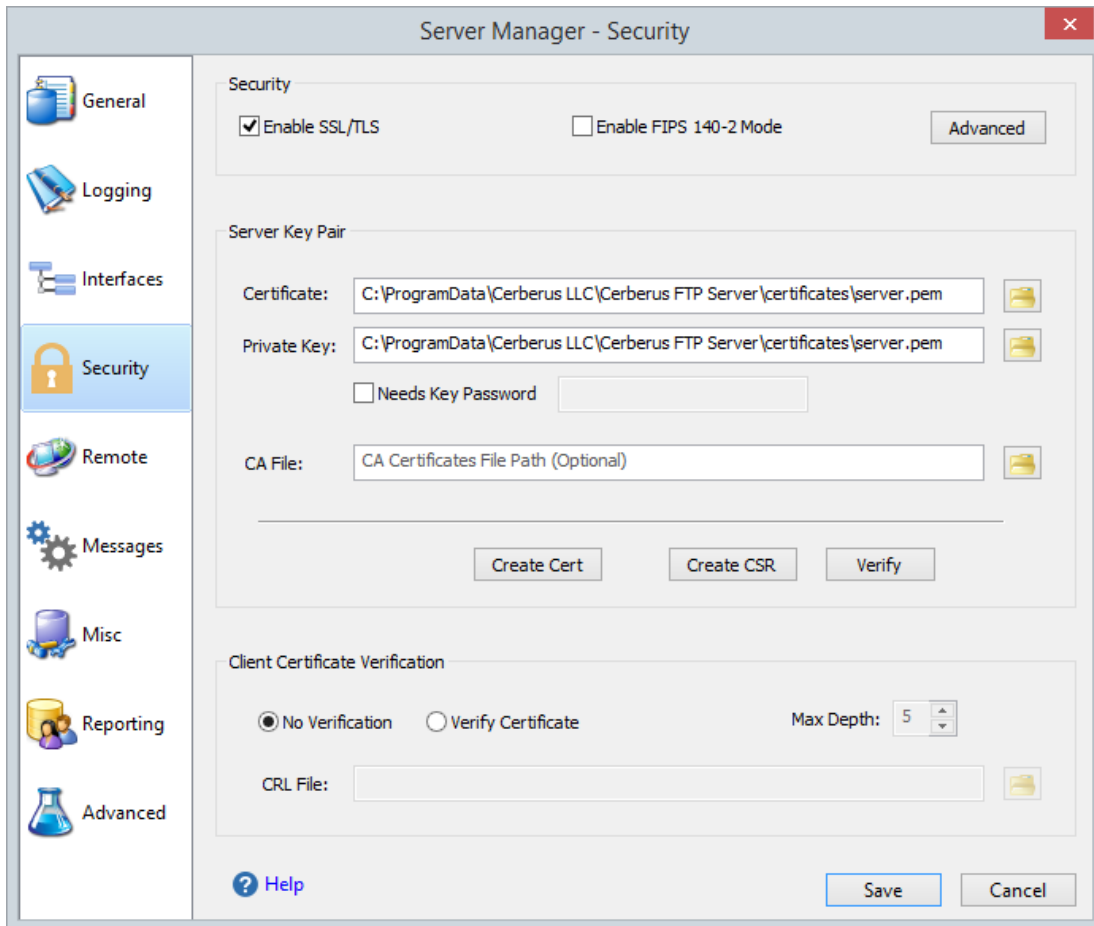 Server Manager - Security
General
Logging
Interfaces
Security
Remote
Messages
Misc
Reporting
Advanced
Security
Enable SSL/TLS
Enable FIPS 140-2 Mode
Advanced
Server Key Pair
Certificate: C:\ProgramData\Cerberus LLC\Cerberus FTP Server\certificates\server.pem
Private Key: C:\ProgramData\Cerberus LLC\Cerberus FTP Server\certificates\server.pem
Needs Key Password
CA File: CA Certificates File Path (Optional)
Create Cert
Create CSR
Verify
Client Certificate Verification
No Verification
Verify Certificate
Max Depth: 5
CRL File:
Help
Save
Cancel